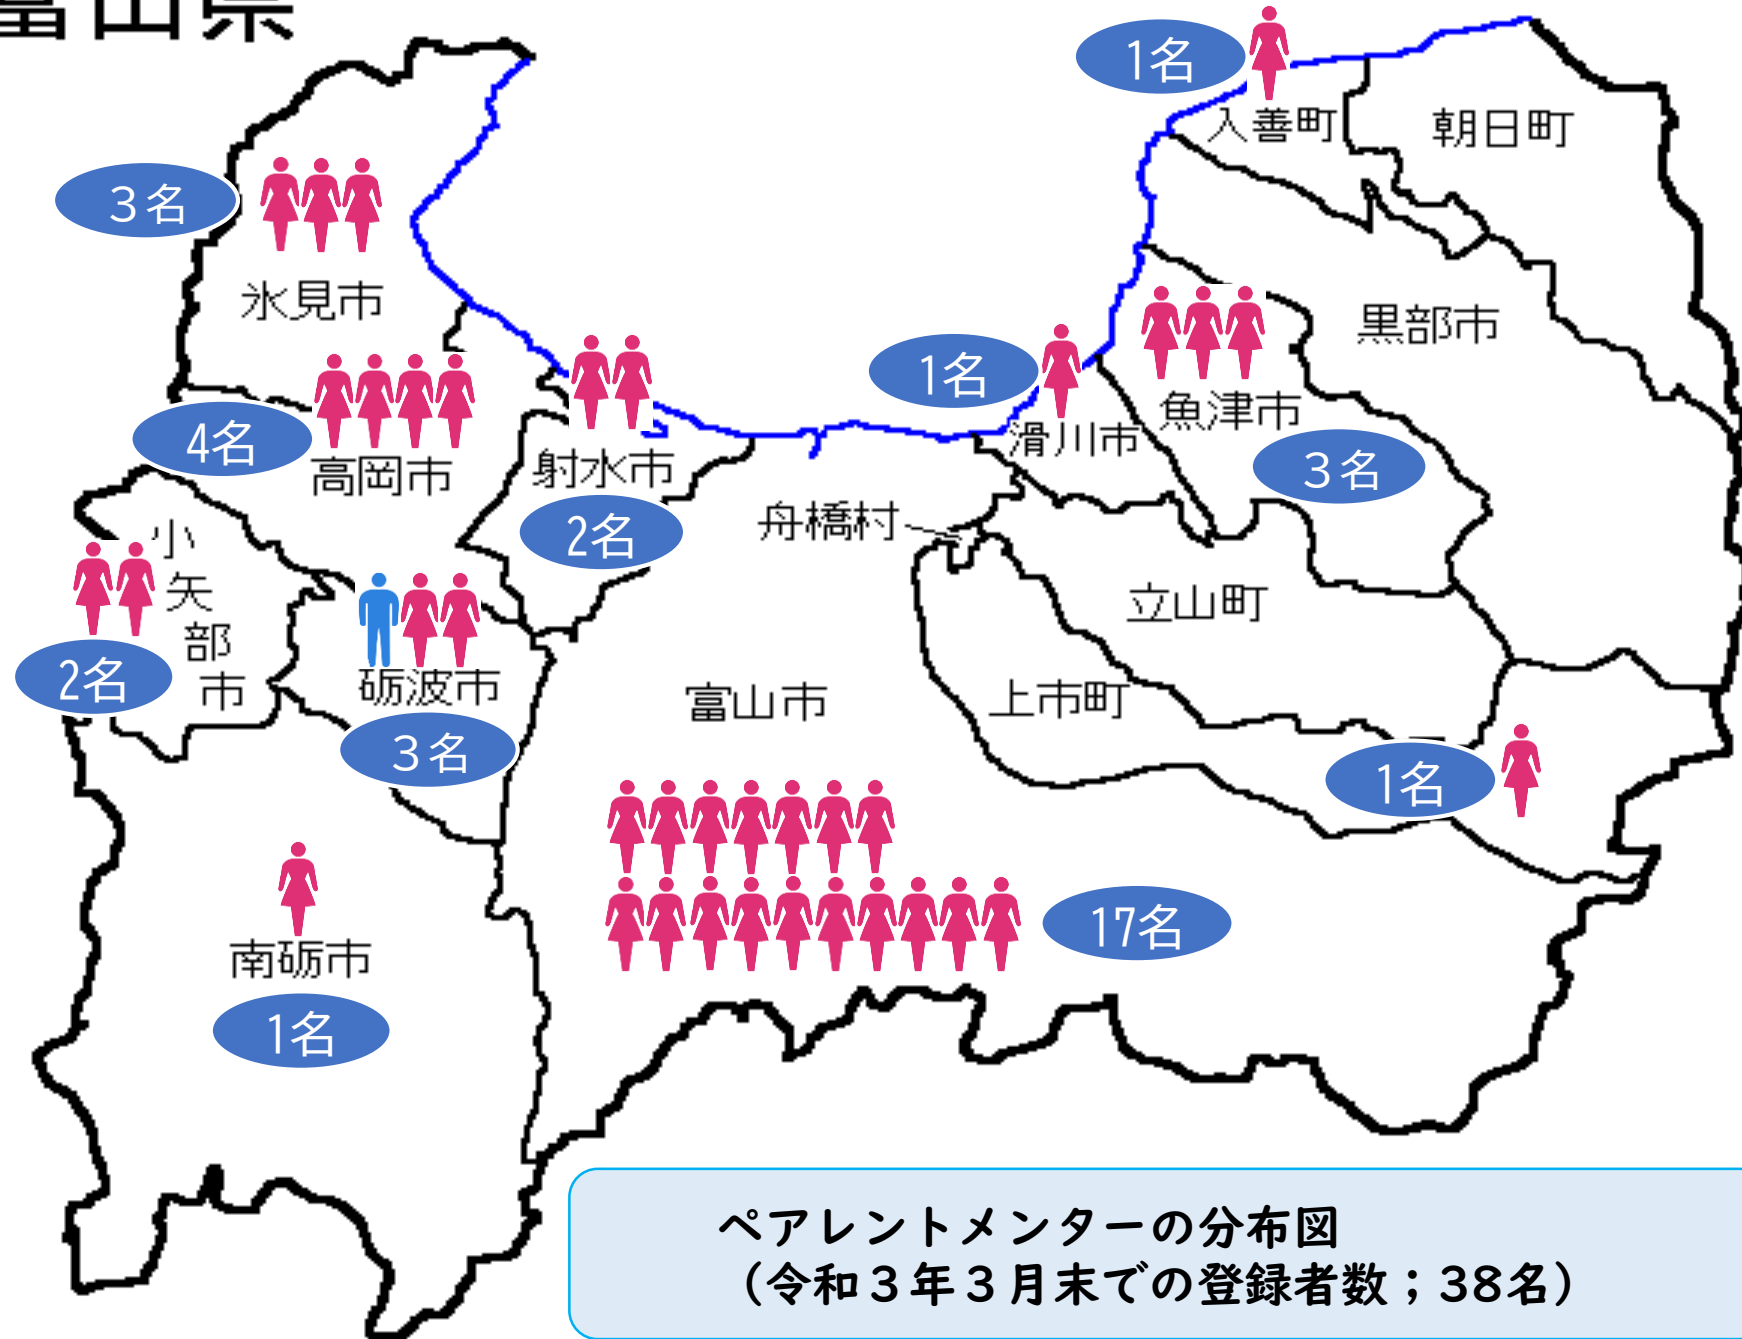 富山県
1名
入善町
朝日町
3名
氷見市
黒部市
1名
魚津市
4名
高岡市
射水市
滑川市
3名
2名
舟橋村
小矢部市
立山町
2名
砺波市
富山市
上市町
3名
1名
17名
南砺市
1名
ペアレントメンターの分布図
（令和３年３月末での登録者数；38名）